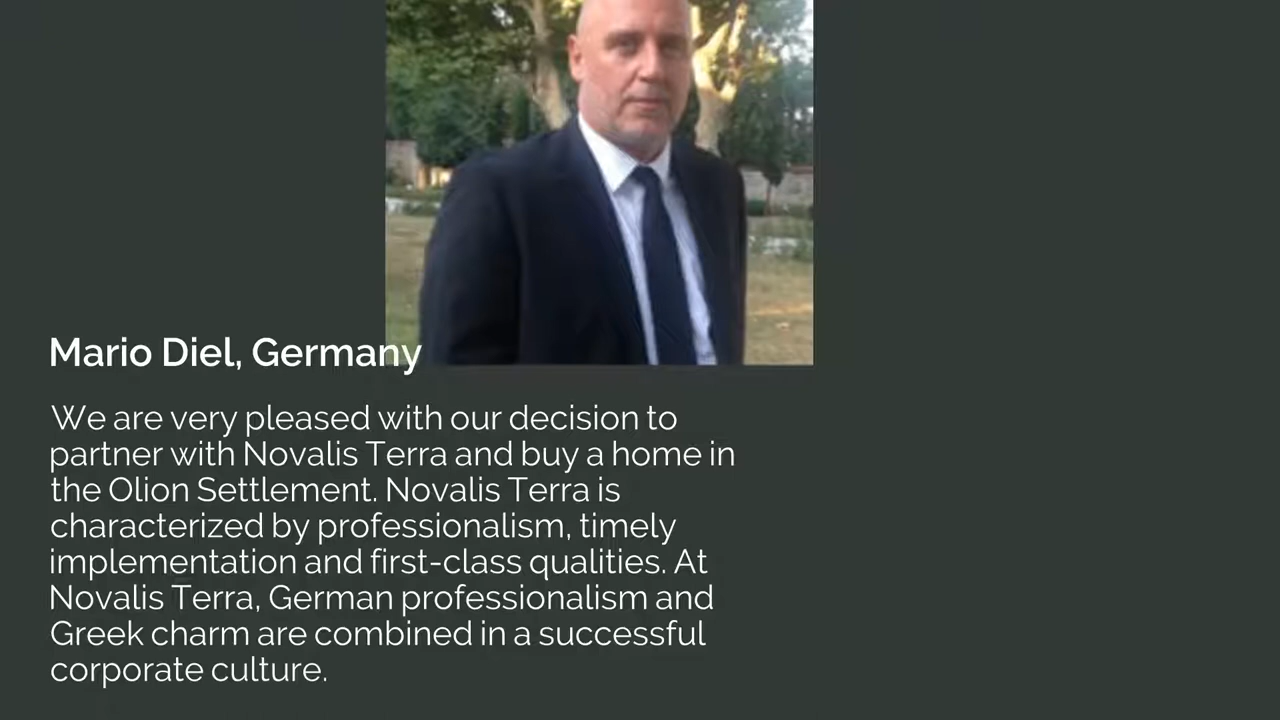 Mario Diel, Germany
We are very pleased with our decision to
partner with Novalis Terra and buy a home in
the Olion Settlement. Novalis Terra is
characterized by professionalism, timely
implementation and first-class qualities. At
Novalis Terra, German professionalism and
Greek charm are combined in a successful
corporate culture.